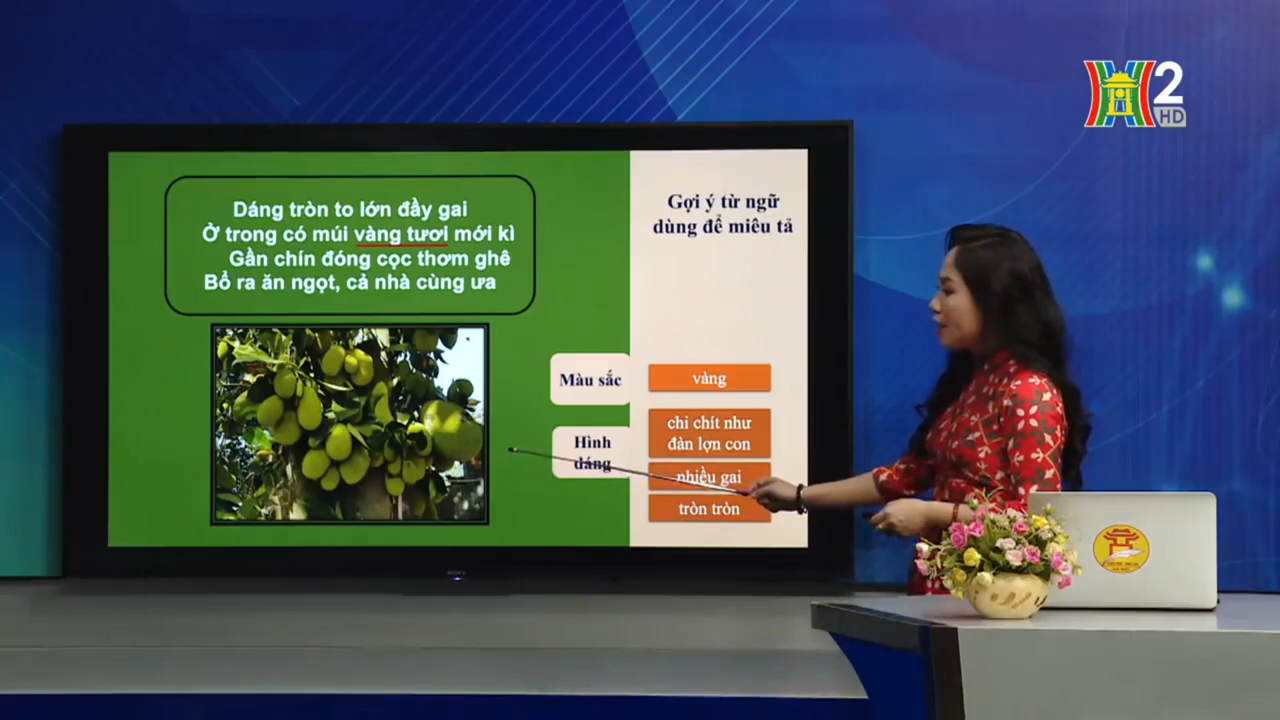 2
HD
Dáng tròn to lớn đầy gai
Ở trong có múi vàng tươi mới kì
Gần chín đóng cọc thơm ghê
Bổ ra ăn ngọt, cả nhà cùng ưa
Gợi ý từ ngữ
dùng để miêu tả
Màu sắc
vàng
Hình
dáng
chi chít như
đàn lợn con
nhiều gai
tròn tròn
SONY